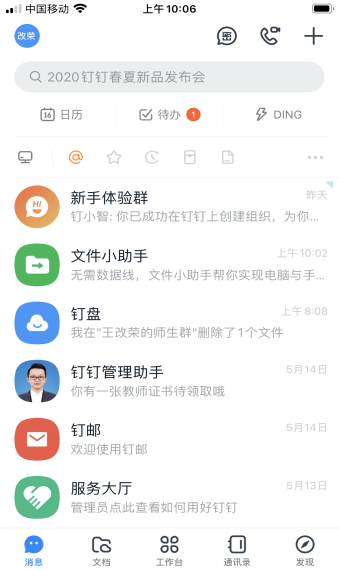 中国移动
上午 10:06
改荣
密
2020钉钉春夏新品发布会
16 日历
待办 1
DING
@
Hi
新手体验群
昨天
钉小智: 你已成功在钉钉上创建组织，为你...
文件小助手
上午 10:02
无需数据线，文件小助手帮你实现电脑与手...
钉盘
上午 8:08
我在"王改荣的师生群"删除了1个文件
钉钉管理助手
5月14日
你有一张教师证书待领取哦
钉邮
5月14日
欢迎使用钉邮
服务大厅
5月13日
管理员点此查看如何用好钉钉
消息
文档
工作台
通讯录
发现